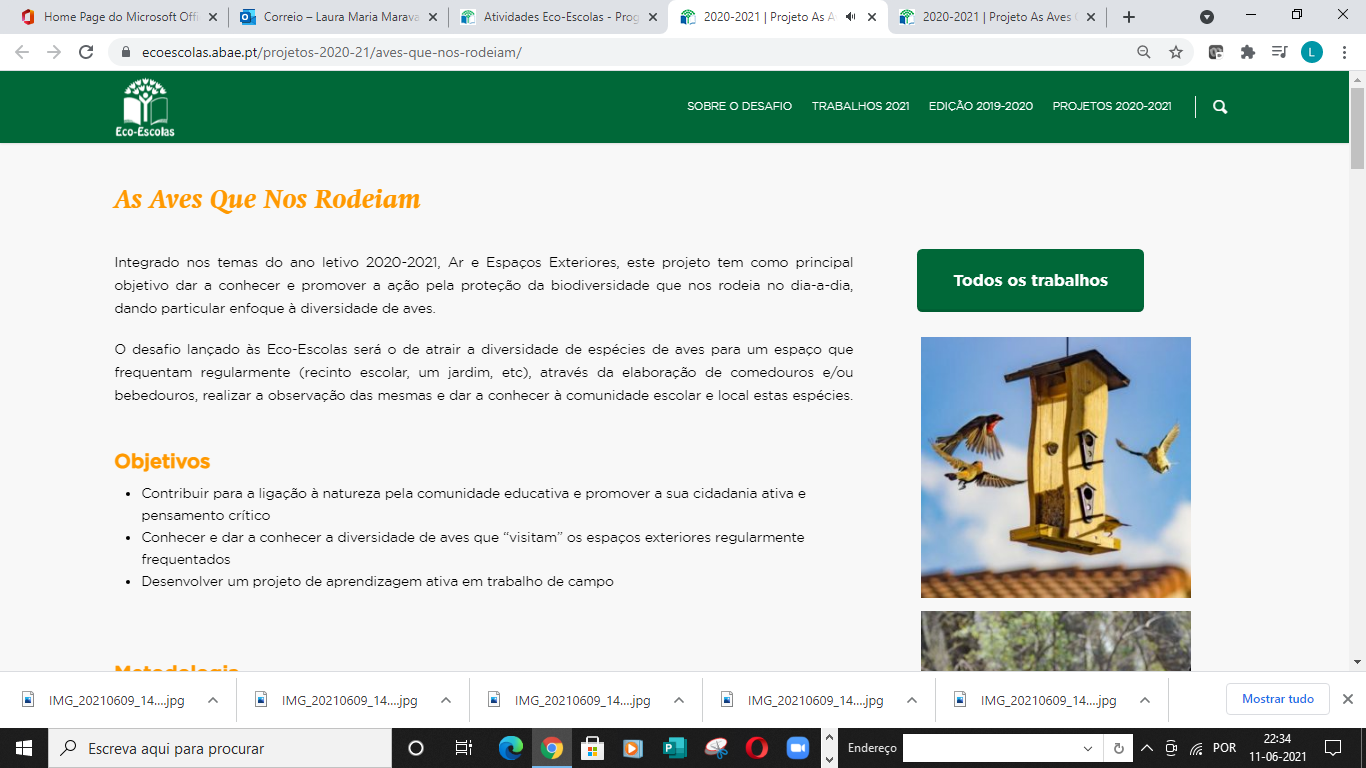 Home Page do Microsoft Offi
Correio – Laura Maria Marava
Atividades Eco-Escolas - Prog
2020-2021 | Projeto As A
2020-2021 | Projeto As Aves
ecoescolas.abae.pt/projetos-2020-21/aves-que-nos-rodeiam/
L
Eco-Escolas
SOBRE O DESAFIO
TRABALHOS 2021
EDIÇÃO 2019-2020
PROJETOS 2020-2021
As Aves Que Nos Rodeiam
Integrado nos temas do ano letivo 2020-2021, Ar e Espaços Exteriores, este projeto tem como principal
objetivo dar a conhecer e promover a ação pela proteção da biodiversidade que nos rodeia no dia-a-dia,
dando particular enfoque à diversidade de aves.
O desafio lançado às Eco-Escolas será o de atrair a diversidade de espécies de aves para um espaço que
frequentam regularmente (recinto escolar, um jardim, etc), através da elaboração de comedouros e/ou
bebedouros, realizar a observação das mesmas e dar a conhecer à comunidade escolar e local estas espécies.
Todos os trabalhos
Objetivos
• Contribuir para a ligação à natureza pela comunidade educativa e promover a sua cidadania ativa e
pensamento crítico
• Conhecer e dar a conhecer a diversidade de aves que “visitam” os espaços exteriores regularmente
frequentados
• Desenvolver um projeto de aprendizagem ativa em trabalho de campo
Metodologia
IMG_20210609_14....jpg
IMG_20210609_14....jpg
IMG_20210609_14....jpg
IMG_20210609_14....jpg
IMG_20210609_14....jpg
Mostrar tudo
Escreva aqui para procurar
Endereço
POR
22:34
11-06-2021